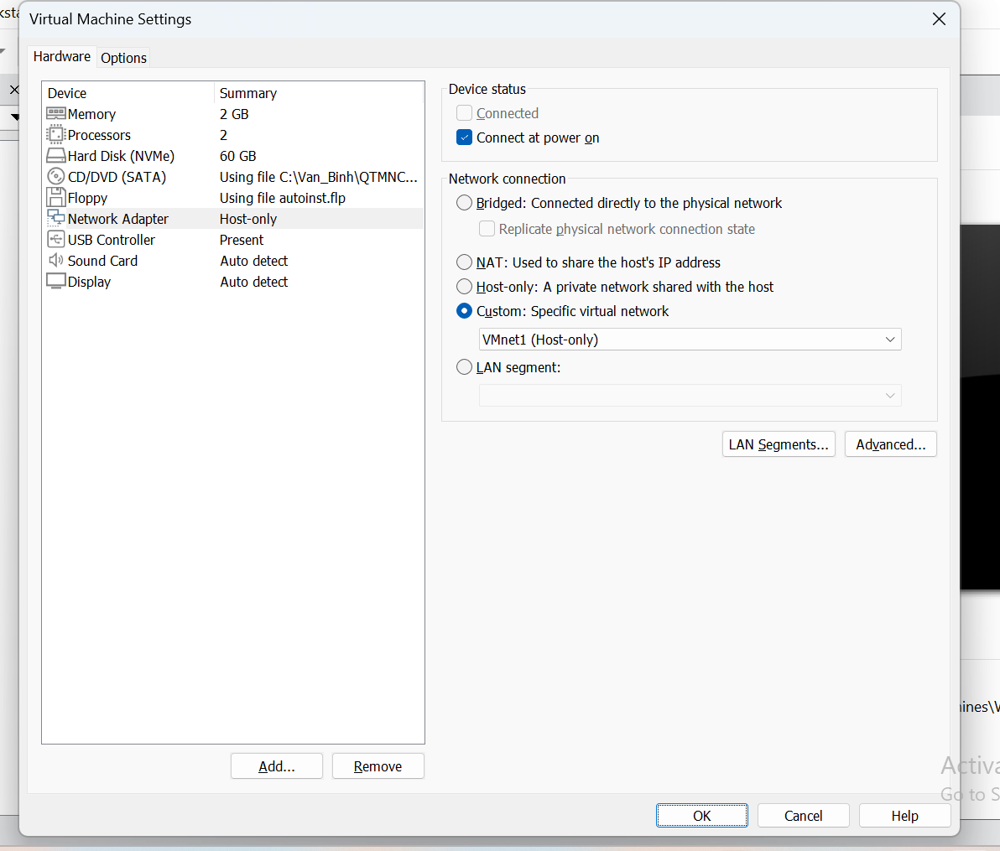 Virtual Machine Settings
Hardware
Options
Device Summary
Memory 2 GB
Processors 2
Hard Disk (NVMe) 60 GB
CD/DVD (SATA) Using file C:\Van_Binh\QTMNC...
Floppy Using file autoinst.flp
Network Adapter Host-only
USB Controller Present
Sound Card Auto detect
Display Auto detect
Add...
Remove
Device status
Connected
Connect at power on
Network connection
Bridged: Connected directly to the physical network
Replicate physical network connection state
NAT: Used to share the host's IP address
Host-only: A private network shared with the host
Custom: Specific virtual network
VMnet1 (Host-only)
LAN segment:
LAN Segments...
Advanced...
OK
Cancel
Help
Go to S